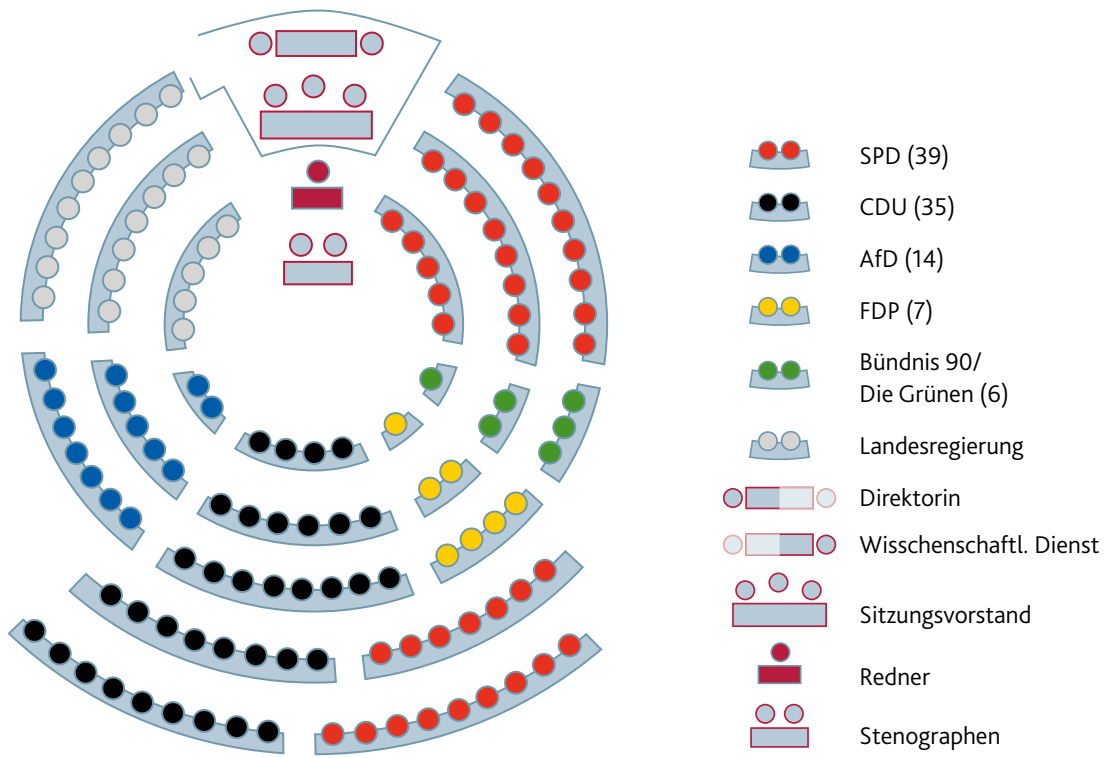 SPD (39)
CDU (35)
AfD (14)
FDP (7)
Bündnis 90/
Die Grünen (6)
Landesregierung
Direktorin
Wisschenschaftl. Dienst
Sitzungsvorstand
Redner
Stenographen